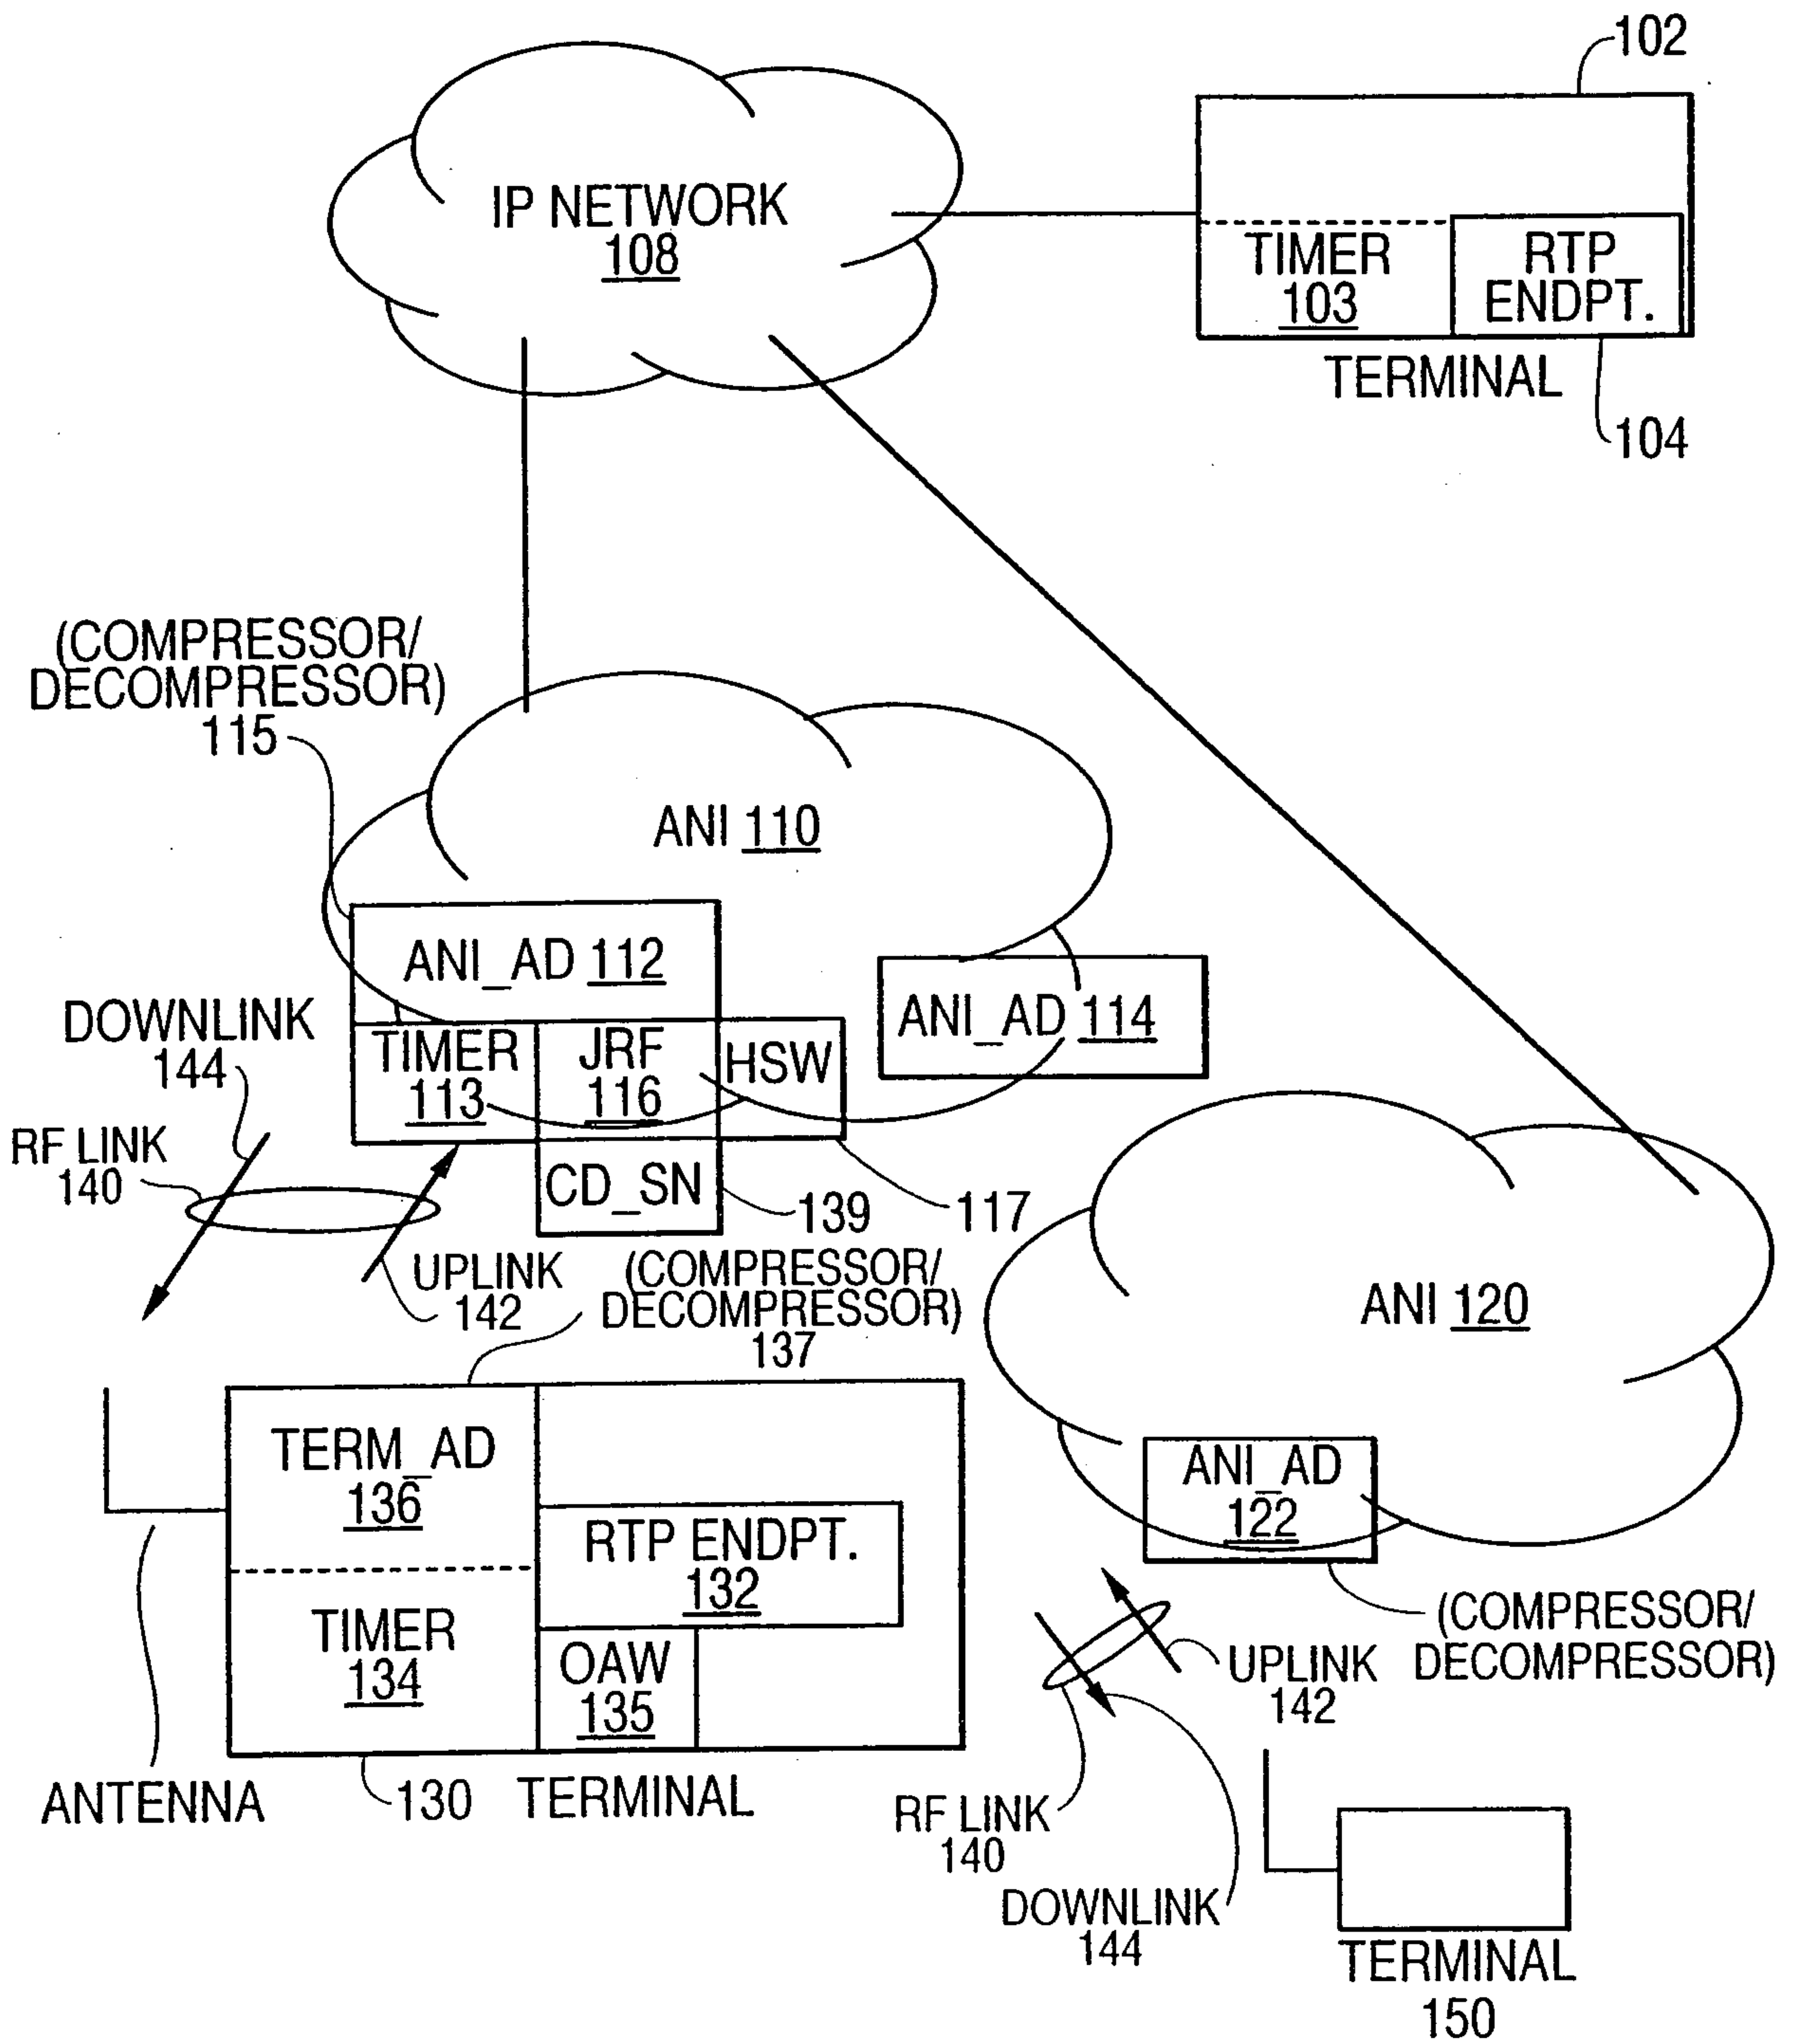 102
IP NETWORK
108
TIMER
103
RTP
ENDPT.
TERMINAL
104
(COMPRESSOR/
DECOMPRESSOR)
115
ANI 110
ANI_AD 112
ANI_AD 114
DOWNLINK
144
TIMER
113
JRF
116
HSW
RF LINK
140
CD_SN
139
117
UPLINK
142
(COMPRESSOR/
DECOMPRESSOR)
137
ANI 120
TERM_AD
136
ANI_AD
122
RTP ENDPT.
132
TIMER
134
OAW
135
(COMPRESSOR/
DECOMPRESSOR)
UPLINK
142
ANTENNA
130
TERMINAL
RF LINK
140
DOWNLINK
144
TERMINAL
150